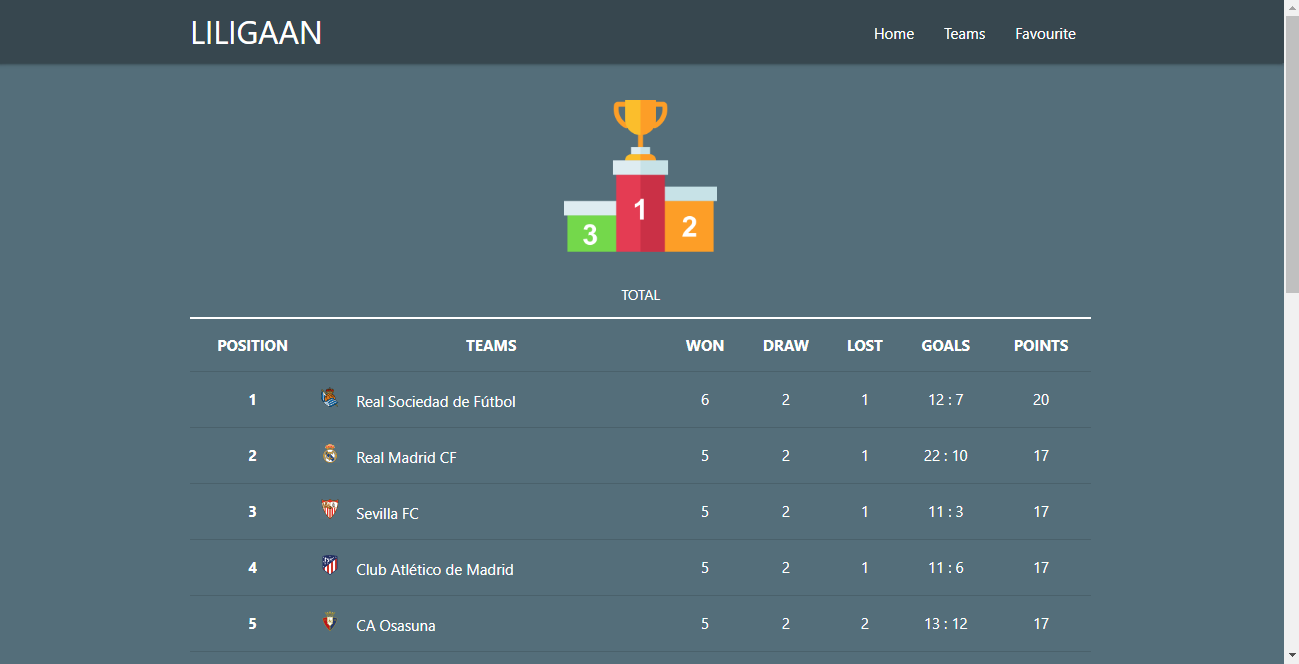 LILIGAAN Home Teams Favourite
1
2
3
TOTAL
POSITION TEAMS WON DRAW LOST GOALS POINTS
1 Real Sociedad de Fútbol 6 2 1 12 : 7 20
2 Real Madrid CF 5 2 1 22 : 10 17
3 Sevilla FC 5 2 1 11 : 3 17
4 Club Atlético de Madrid 5 2 1 11 : 6 17
5 CA Osasuna 5 2 2 13 : 12 17